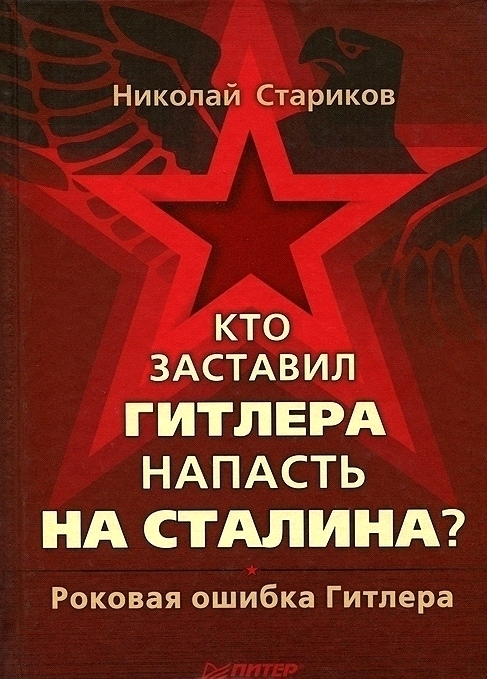 Николай Стариков
КТО
ЗАСТАВИЛ
ГИТЛЕРА
НАПАСТЬ
НА СТАЛИНА?
Роковая ошибка Гитлера
ПИТЕР